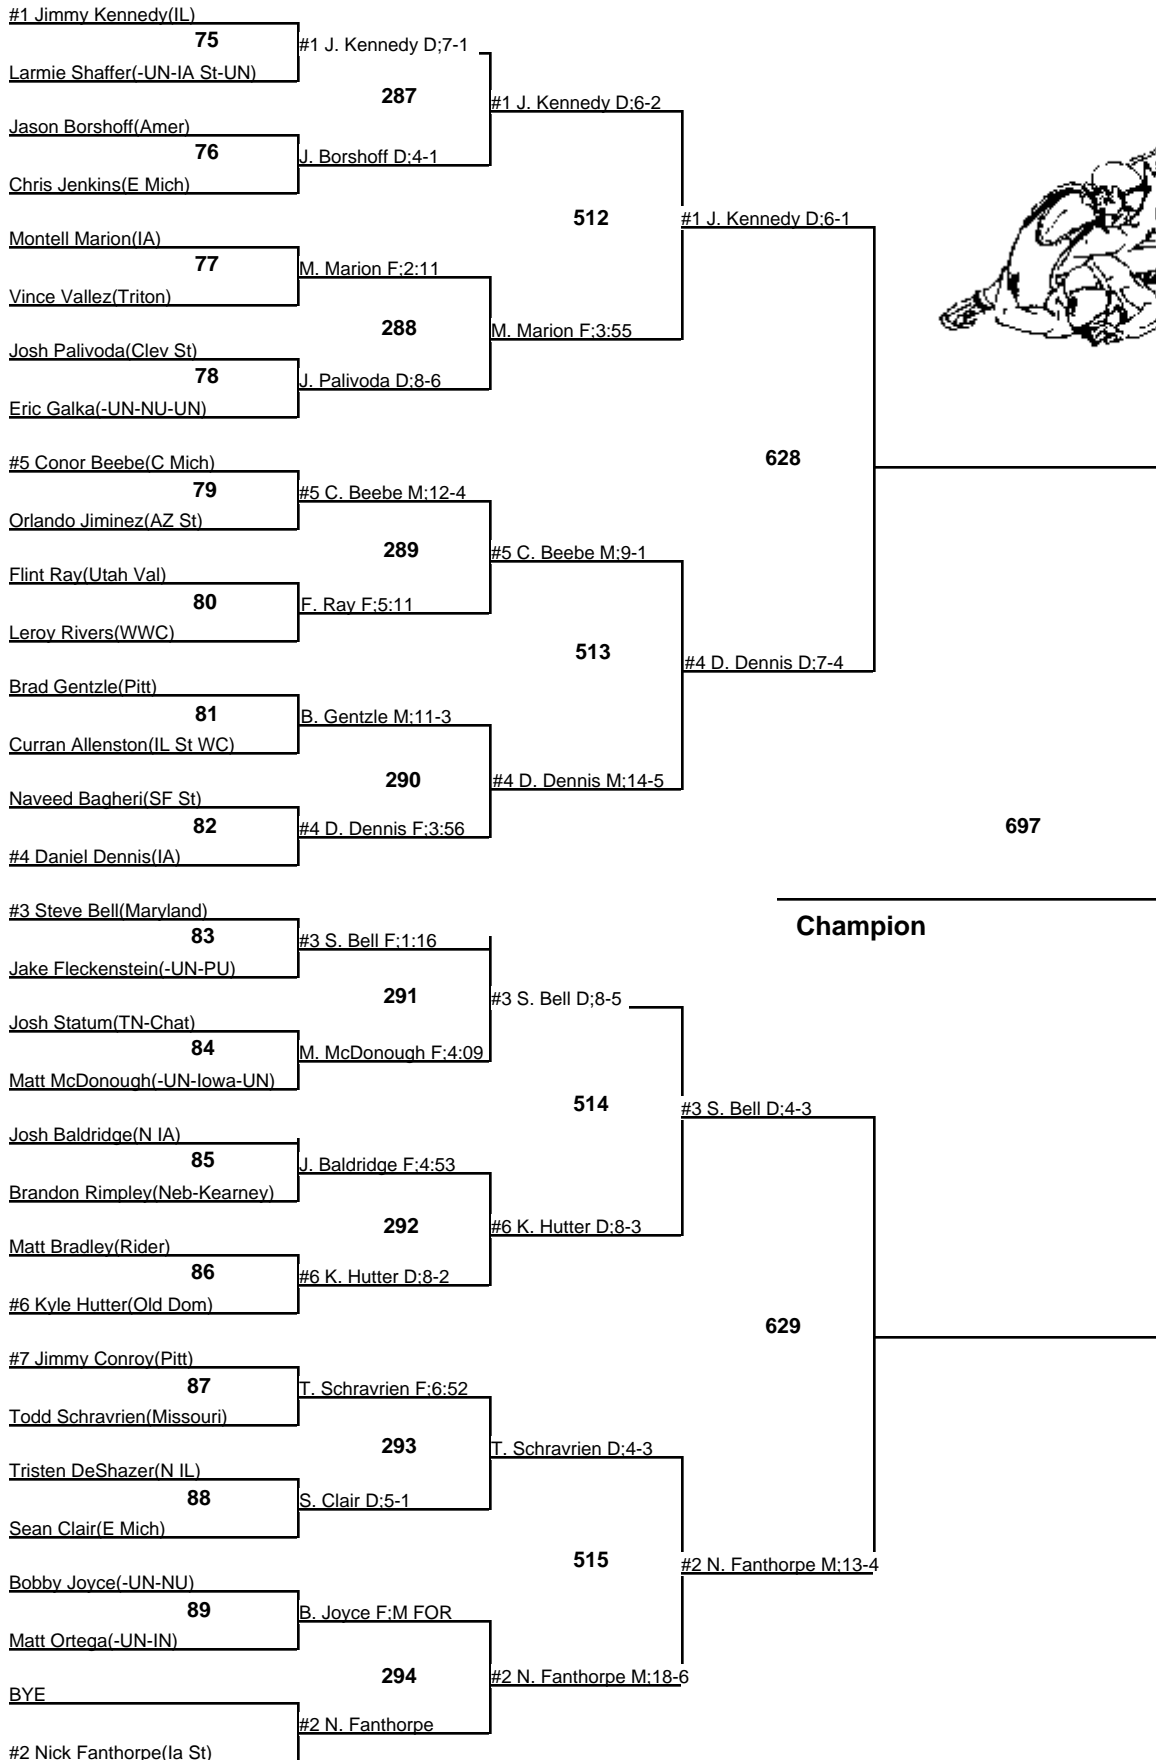 #1 Jimmy Kennedy(IL)
75
#1 J. Kennedy D;7-1
Larmie Shaffer(-UN-IA St-UN)
287
#1 J. Kennedy D;6-2
Jason Borshoff(Amer)
76
J. Borshoff D;4-1
Chris Jenkins(E Mich)
512
#1 J. Kennedy D;6-1
Montell Marion(IA)
77
M. Marion F;2:11
Vince Vallez(Triton)
288
M. Marion F;3:55
Josh Palivoda(Clev St)
78
J. Palivoda D;8-6
Eric Galka(-UN-NU-UN)
628
#5 Conor Beebe(C Mich)
79
#5 C. Beebe M;12-4
Orlando Jiminez(AZ St)
289
#5 C. Beebe M;9-1
Flint Ray(Utah Val)
80
F. Ray F;5:11
Leroy Rivers(WWC)
513
#4 D. Dennis D;7-4
Brad Gentzle(Pitt)
81
B. Gentzle M;11-3
Curran Allenston(IL St WC)
290
#4 D. Dennis M;14-5
Naveed Bagheri(SF St)
82
#4 D. Dennis F;3:56
697
#4 Daniel Dennis(IA)
#3 Steve Bell(Maryland)
Champion
83
#3 S. Bell F;1:16
Jake Fleckenstein(-UN-PU)
291
#3 S. Bell D;8-5
Josh Statum(TN-Chat)
84
M. McDonough F;4:09
Matt McDonough(-UN-Iowa-UN)
514
#3 S. Bell D;4-3
Josh Baldridge(N IA)
85
J. Baldridge F;4:53
Brandon Rimpley(Neb-Kearney)
292
#6 K. Hutter D;8-3
Matt Bradley(Rider)
86
#6 K. Hutter D;8-2
#6 Kyle Hutter(Old Dom)
629
#7 Jimmy Conroy(Pitt)
87
T. Schravrien F;6:52
Todd Schravrien(Missouri)
293
T. Schravrien D;4-3
Tristen DeShazer(N IL)
88
S. Clair D;5-1
Sean Clair(E Mich)
515
#2 N. Fanthorpe M;13-4
Bobby Joyce(-UN-NU)
89
B. Joyce F;M FOR
Matt Ortega(-UN-IN)
294
#2 N. Fanthorpe M;18-6
BYE
#2 N. Fanthorpe
#2 Nick Fanthorpe(Ia St)